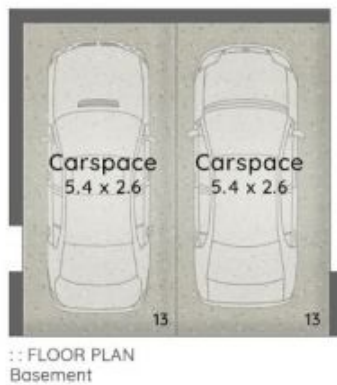 Carspace
5.4 x 2.6
Carspace
5.4 x 2.6
13
13
:: FLOOR PLAN
Basement